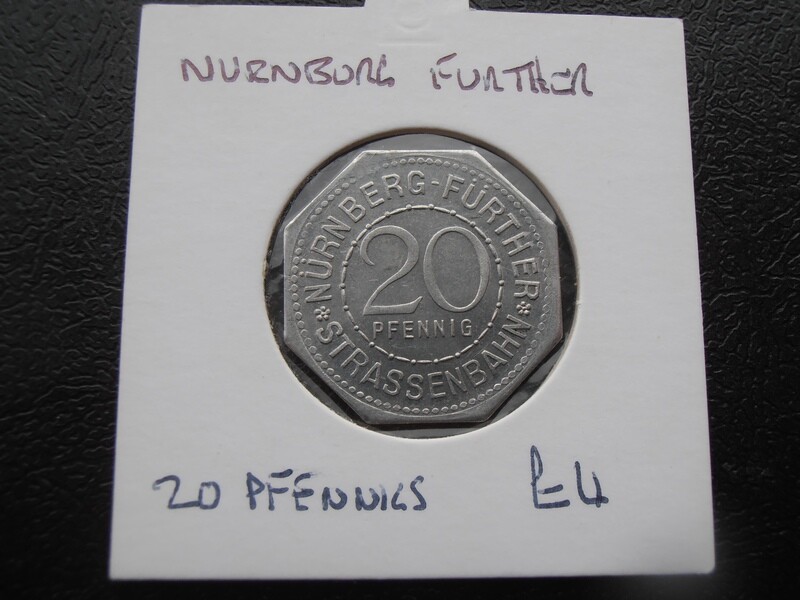 NURNBURG FURTHER
NÜRNBERG-FÜRTHER
20
PFENNIG
STRASSENBAHN
20 PFENNIGS £4